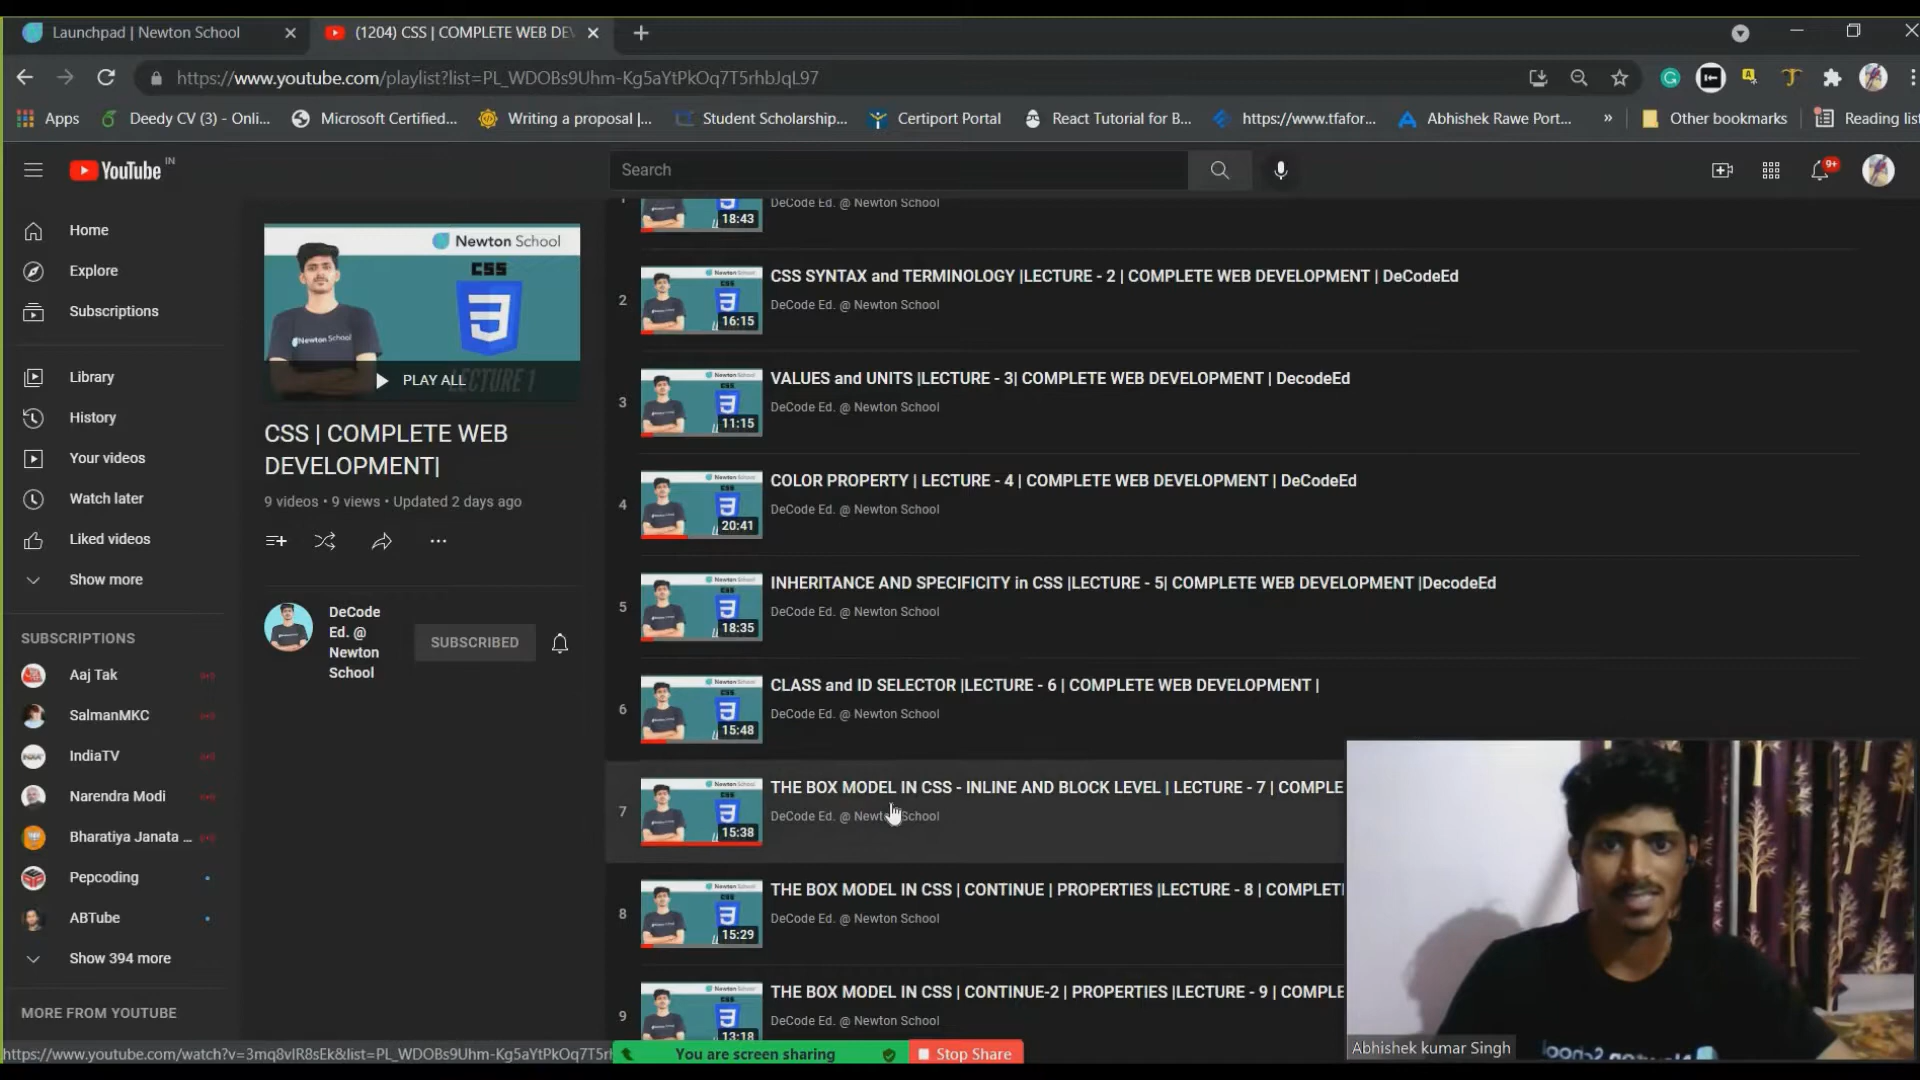 Launchpad | Newton School
(1204) CSS | COMPLETE WEB DE
https://www.youtube.com/playlist?list=PL_WDOBs9Uhm-Kg5aYtPkOq7T5rhbJqL97
Apps
Deedy CV (3) - Onli...
Microsoft Certified...
Writing a proposal |...
Student Scholarship...
Certiport Portal
React Tutorial for B...
https://www.tfafor...
Abhishek Rawe Port...
»
Other bookmarks
Reading list
YouTube IN
Search
9+
Home
Explore
Subscriptions
Library
History
Your videos
Watch later
Liked videos
Show more
SUBSCRIPTIONS
Aaj Tak
SalmanMKC
IndiaTV
Narendra Modi
Bharatiya Janata ...
Pepcoding
ABTube
Show 394 more
MORE FROM YOUTUBE
Newton School
CSS
Newton School
PLAY ALL
LECTURE 1
CSS | COMPLETE WEB
DEVELOPMENT|
9 videos • 9 views • Updated 2 days ago
DeCode
Ed. @
Newton
School
SUBSCRIBED
18:43
DeCode Ed. @ Newton School
2
16:15
CSS SYNTAX and TERMINOLOGY |LECTURE - 2 | COMPLETE WEB DEVELOPMENT | DeCodeEd
DeCode Ed. @ Newton School
3
11:15
VALUES and UNITS |LECTURE - 3| COMPLETE WEB DEVELOPMENT | DecodeEd
DeCode Ed. @ Newton School
4
20:41
COLOR PROPERTY | LECTURE - 4 | COMPLETE WEB DEVELOPMENT | DeCodeEd
DeCode Ed. @ Newton School
5
18:35
INHERITANCE AND SPECIFICITY in CSS |LECTURE - 5| COMPLETE WEB DEVELOPMENT |DecodeEd
DeCode Ed. @ Newton School
6
15:48
CLASS and ID SELECTOR |LECTURE - 6 | COMPLETE WEB DEVELOPMENT |
DeCode Ed. @ Newton School
7
15:38
THE BOX MODEL IN CSS - INLINE AND BLOCK LEVEL | LECTURE - 7 | COMPLE
DeCode Ed. @ Newton School
8
15:29
THE BOX MODEL IN CSS | CONTINUE | PROPERTIES |LECTURE - 8 | COMPLET
DeCode Ed. @ Newton School
9
13:18
THE BOX MODEL IN CSS | CONTINUE-2 | PROPERTIES |LECTURE - 9 | COMPLE
DeCode Ed. @ Newton School
Abhishek kumar Singh
https://www.youtube.com/watch?v=3mq8vIR8sEk&list=PL_WDOBs9Uhm-Kg5aYtPkOq7T5r
You are screen sharing
Stop Share